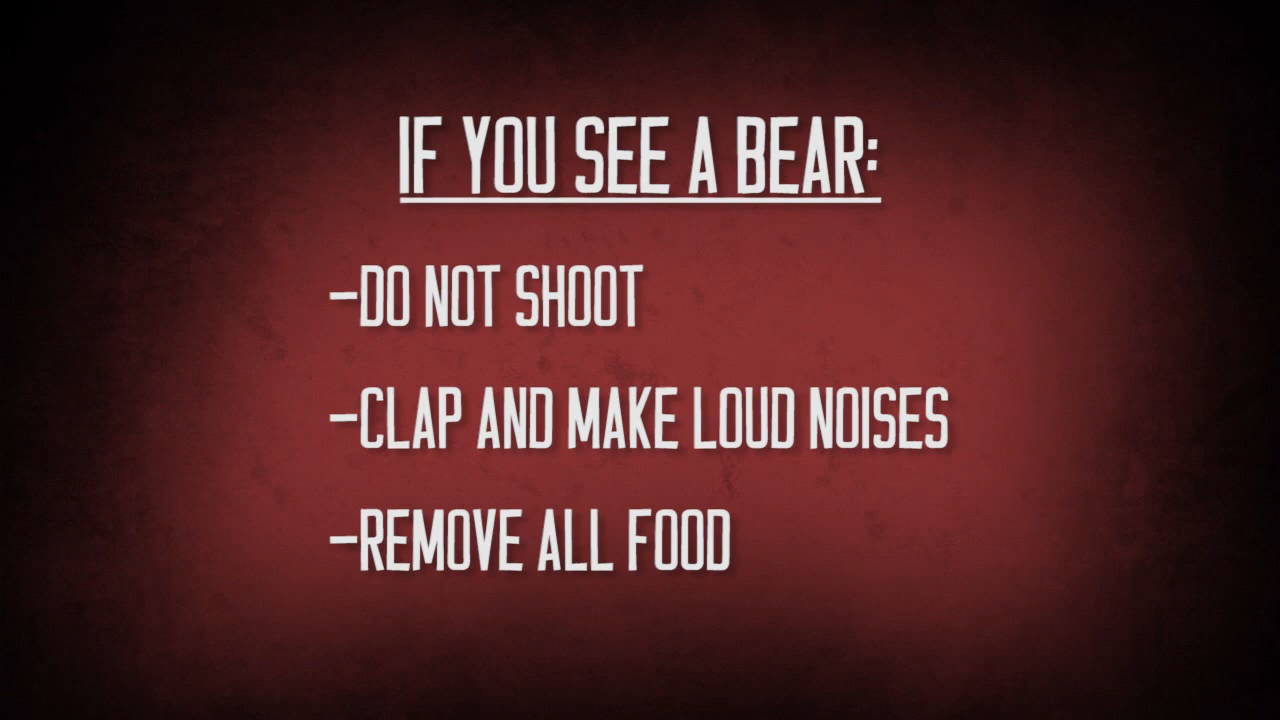 IF YOU SEE A BEAR:
-DO NOT SHOOT
-CLAP AND MAKE LOUD NOISES
-REMOVE ALL FOOD